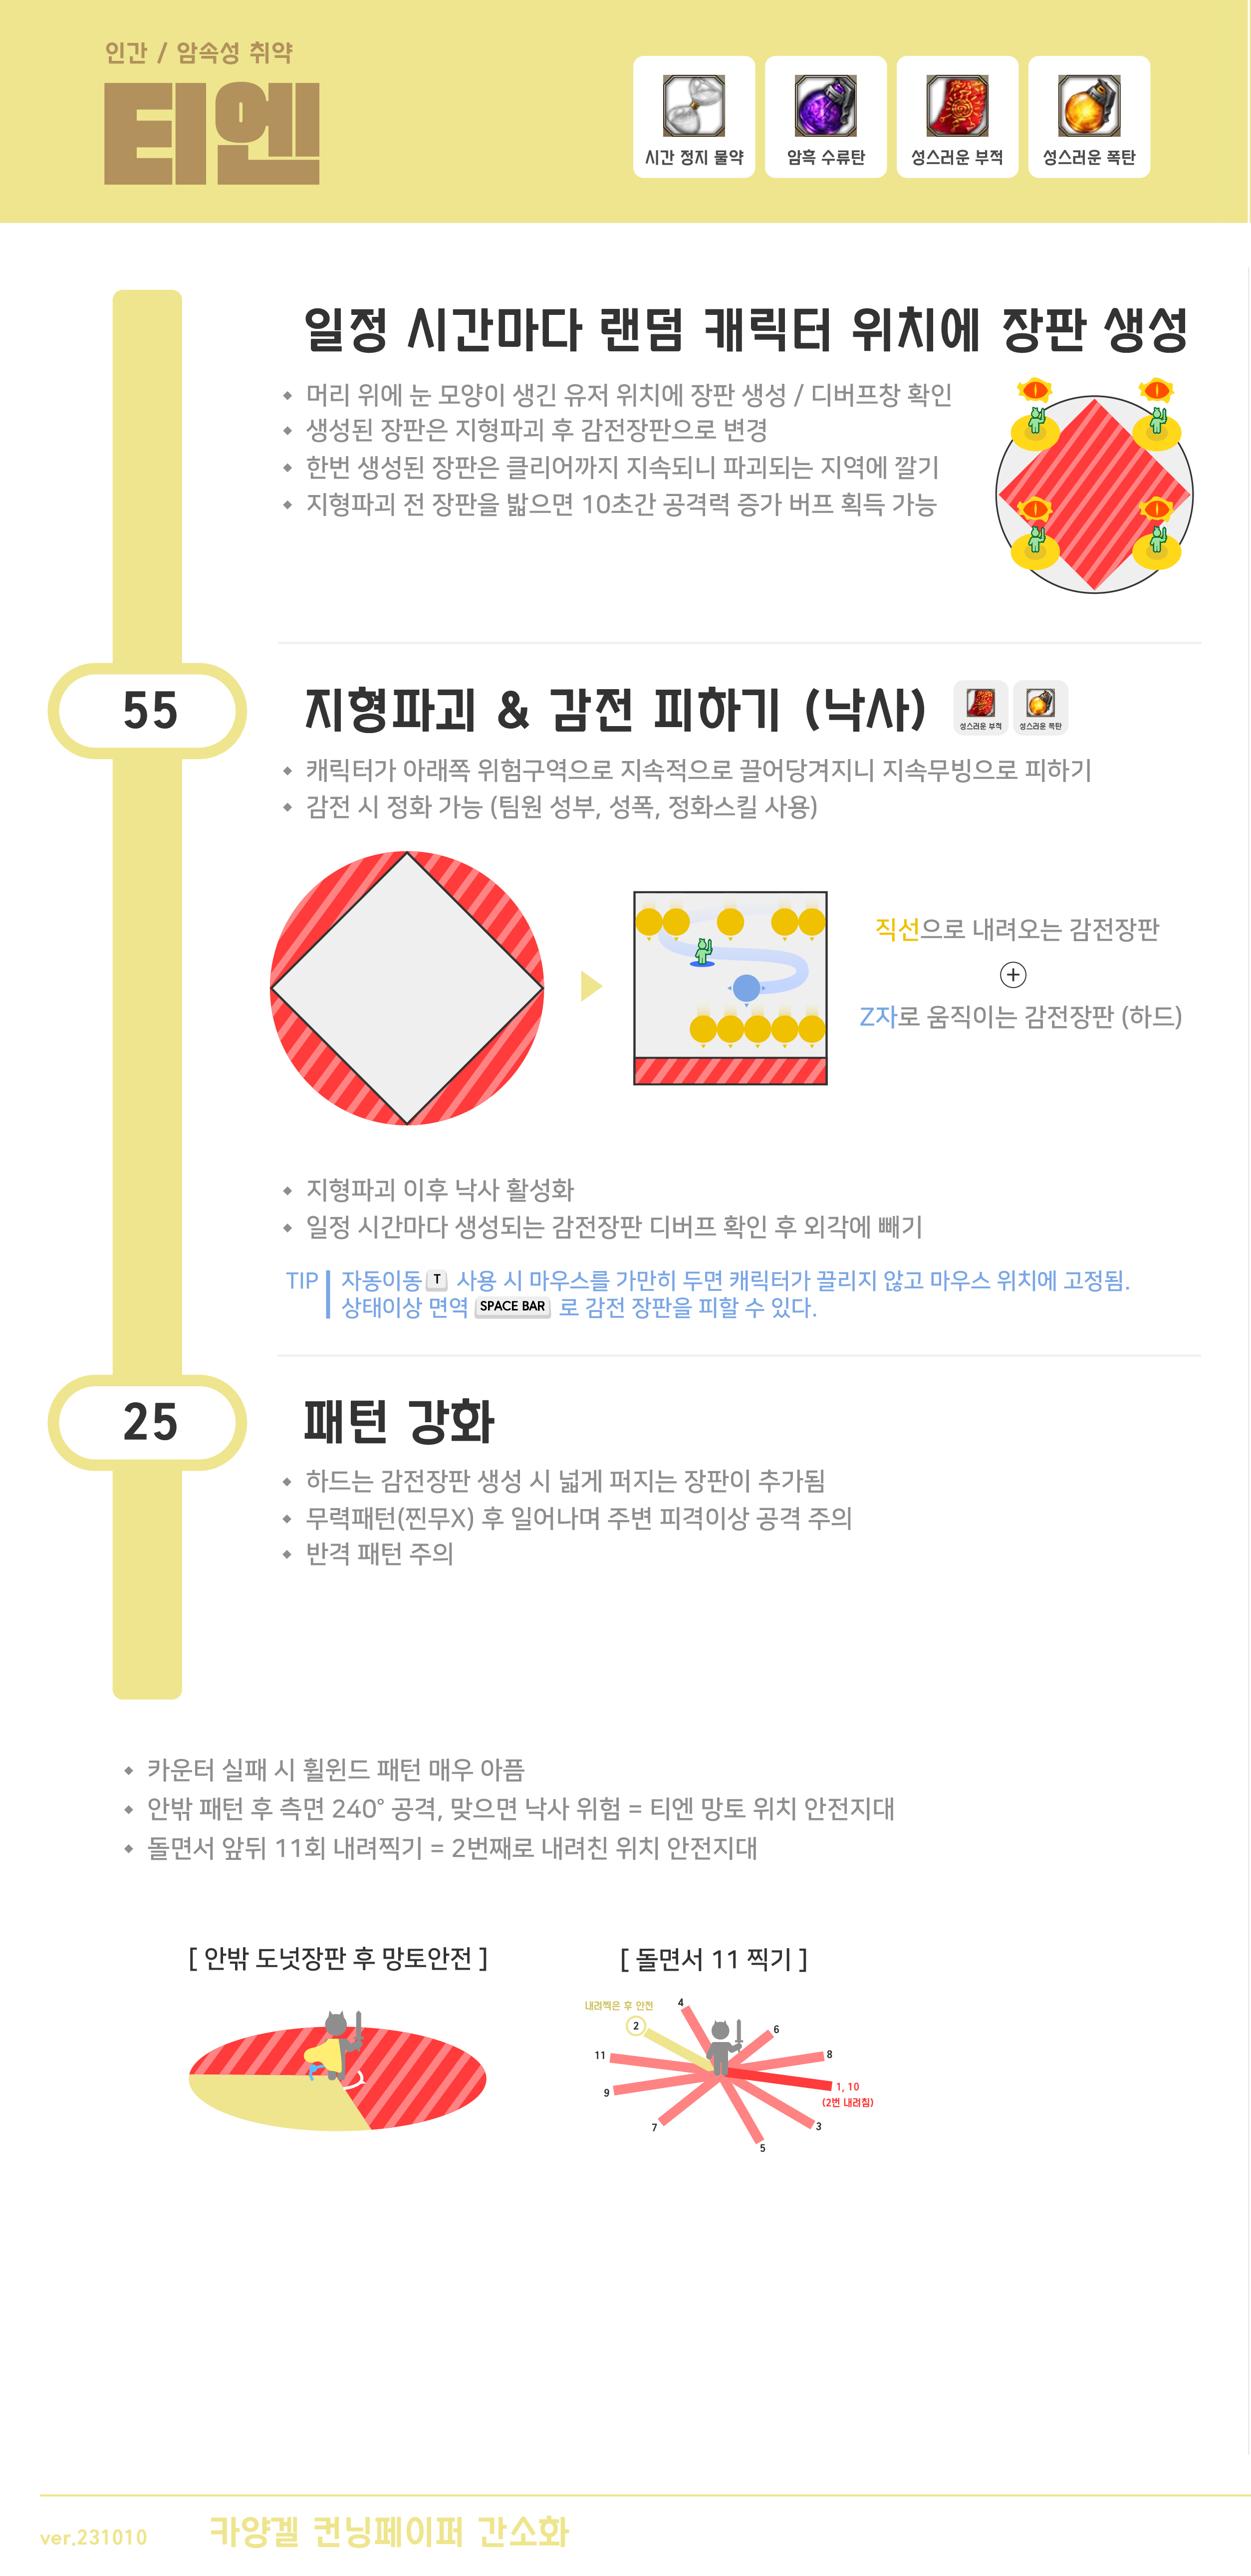 인간 / 암속성 취약
티엔
시간 정지 물약
암흑 수류탄
성스러운 부적
성스러운 폭탄
일정 시간마다 랜덤 캐릭터 위치에 장판 생성
머리 위에 눈 모양이 생긴 유저 위치에 장판 생성 / 디버프창 확인
생성된 장판은 지형파괴 후 감전장판으로 변경
한번 생성된 장판은 클리어까지 지속되니 파괴되는 지역에 깔기
지형파괴 전 장판을 밟으면 10초간 공격력 증가 버프 획득 가능
55
지형파괴 & 감전 피하기 (낙사)
성스러운 부적
성스러운 폭탄
캐릭터가 아래쪽 위험구역으로 지속적으로 끌어당겨지니 지속무빙으로 피하기
감전 시 정화 가능 (팀원 성부, 성폭, 정화스킬 사용)
직선으로 내려오는 감전장판
+
Z자로 움직이는 감전장판 (하드)
지형파괴 이후 낙사 활성화
일정 시간마다 생성되는 감전장판 디버프 확인 후 외각에 빼기
TIP 자동이동 T 사용 시 마우스를 가만히 두면 캐릭터가 끌리지 않고 마우스 위치에 고정됨.
상태이상 면역 SPACE BAR 로 감전 장판을 피할 수 있다.
25
패턴 강화
하드는 감전장판 생성 시 넓게 퍼지는 장판이 추가됨
무력패턴(찐무X) 후 일어나며 주변 피격이상 공격 주의
반격 패턴 주의
카운터 실패 시 휠윈드 패턴 매우 아픔
안밖 패턴 후 측면 240° 공격, 맞으면 낙사 위험 = 티엔 망토 위치 안전지대
돌면서 앞뒤 11회 내려찍기 = 2번째로 내려친 위치 안전지대
[ 안밖 도넛장판 후 망토안전 ]
[ 돌면서 11 찍기 ]
내려찍은 후 안전
4
2
6
11
8
9
1, 10
(2번 내려침)
7
3
5
ver.231010
카양겔 컨닝페이퍼 간소화